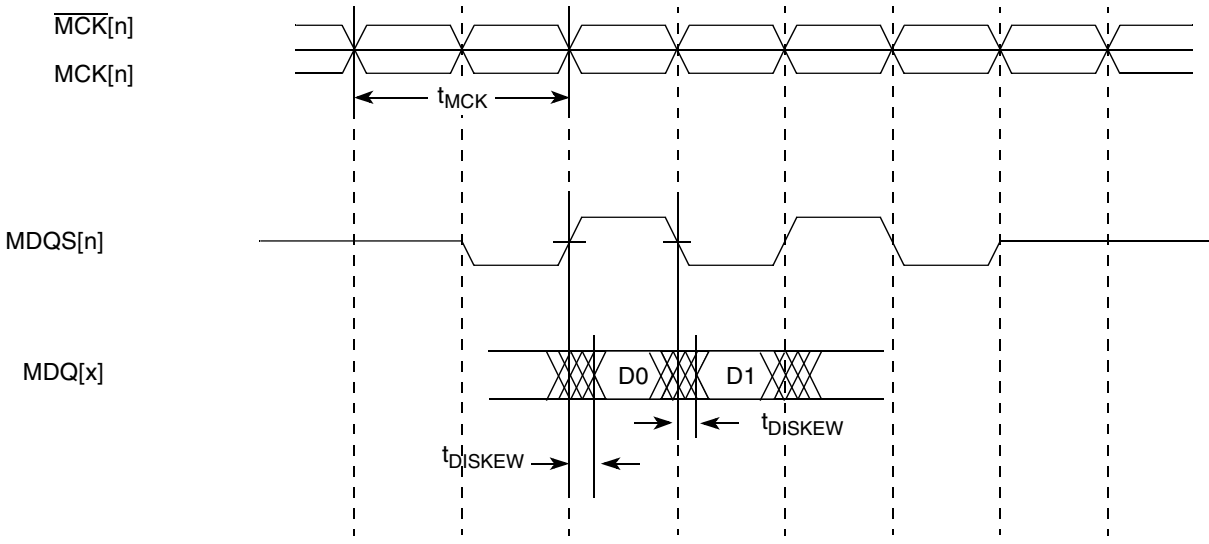 MCK[n]
MCK[n]
tMCK
MDQS[n]
MDQ[x]
D0
D1
tDISKEW
tDISKEW